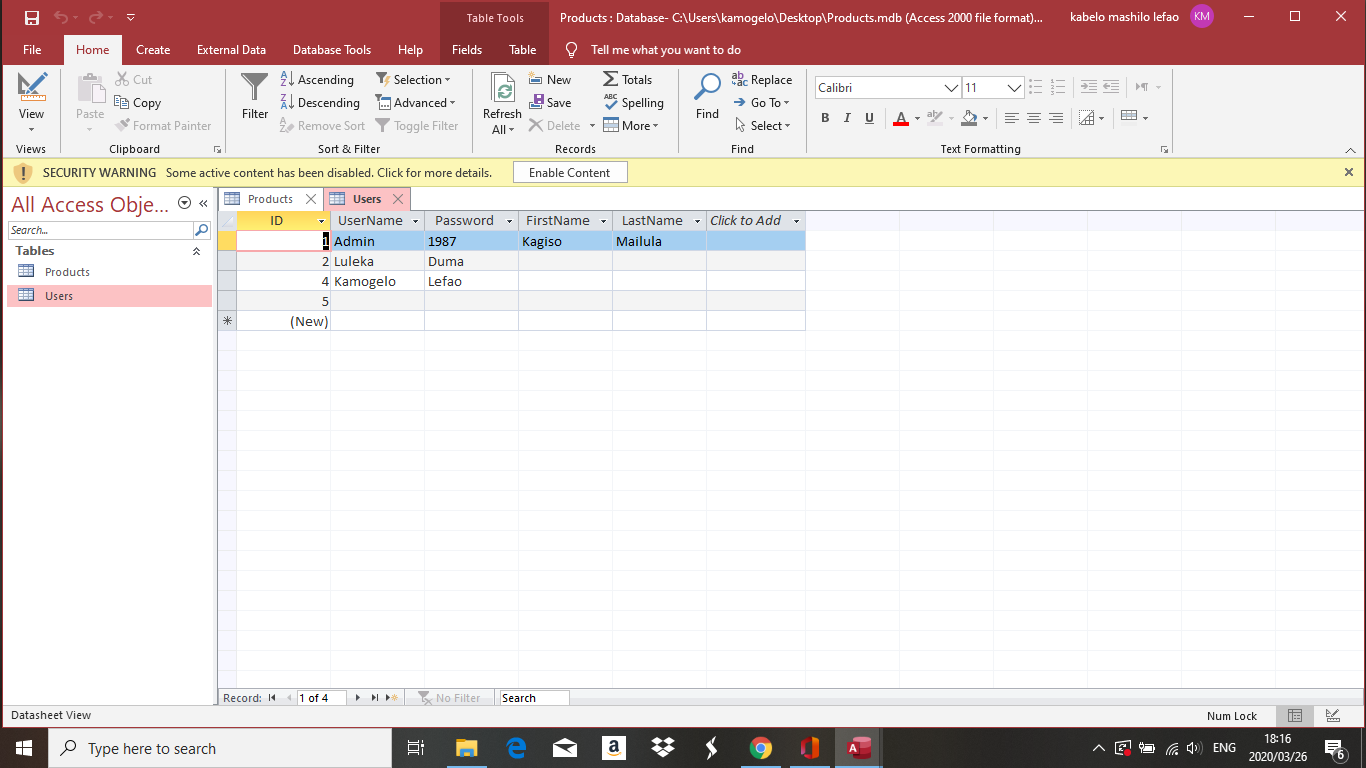 Table Tools
Products : Database- C:\Users\kamogelo\Desktop\Products.mdb (Access 2000 file format)...
kabelo mashilo lefao
KM
File Home Create External Data Database Tools Help Fields Table Tell me what you want to do
View
Views
Paste
Cut
Copy
Format Painter
Clipboard
Filter
Ascending
Descending
Remove Sort
Selection
Advanced
Toggle Filter
Sort & Filter
Refresh
All
New
Save
Delete
Totals
Spelling
More
Records
Find
Replace
Go To
Select
Find
Calibri
11
B I U
Text Formatting
SECURITY WARNING Some active content has been disabled. Click for more details.
Enable Content
All Access Obje...
Search...
Tables
Products
Users
Products
Users
ID UserName Password FirstName LastName Click to Add
1 Admin 1987 Kagiso Mailula
2 Luleka Duma
4 Kamogelo Lefao
5
(New)
Record: 1 of 4 No Filter Search
Datasheet View
Num Lock
Type here to search
ENG
18:16
2020/03/26
6